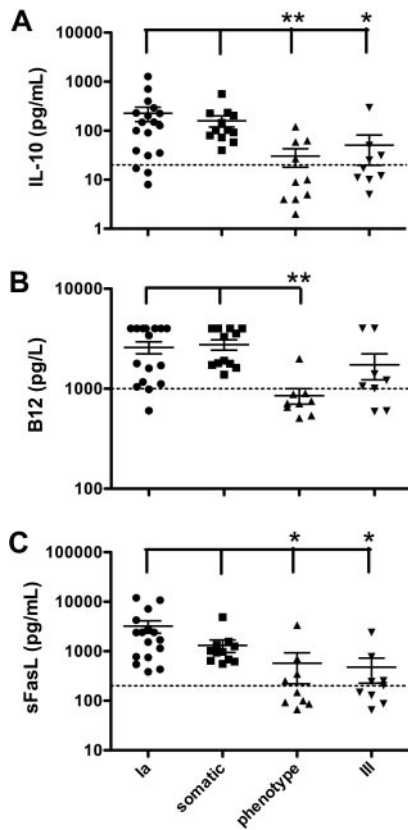 A
** *
IL-10 (pg/mL)
10000
1000
100
10
1
B
**
B12 (pg/L)
10000
1000
100
C
* *
sFasL (pg/mL)
100000
10000
1000
100
10
Ia
somatic
phenotype
III